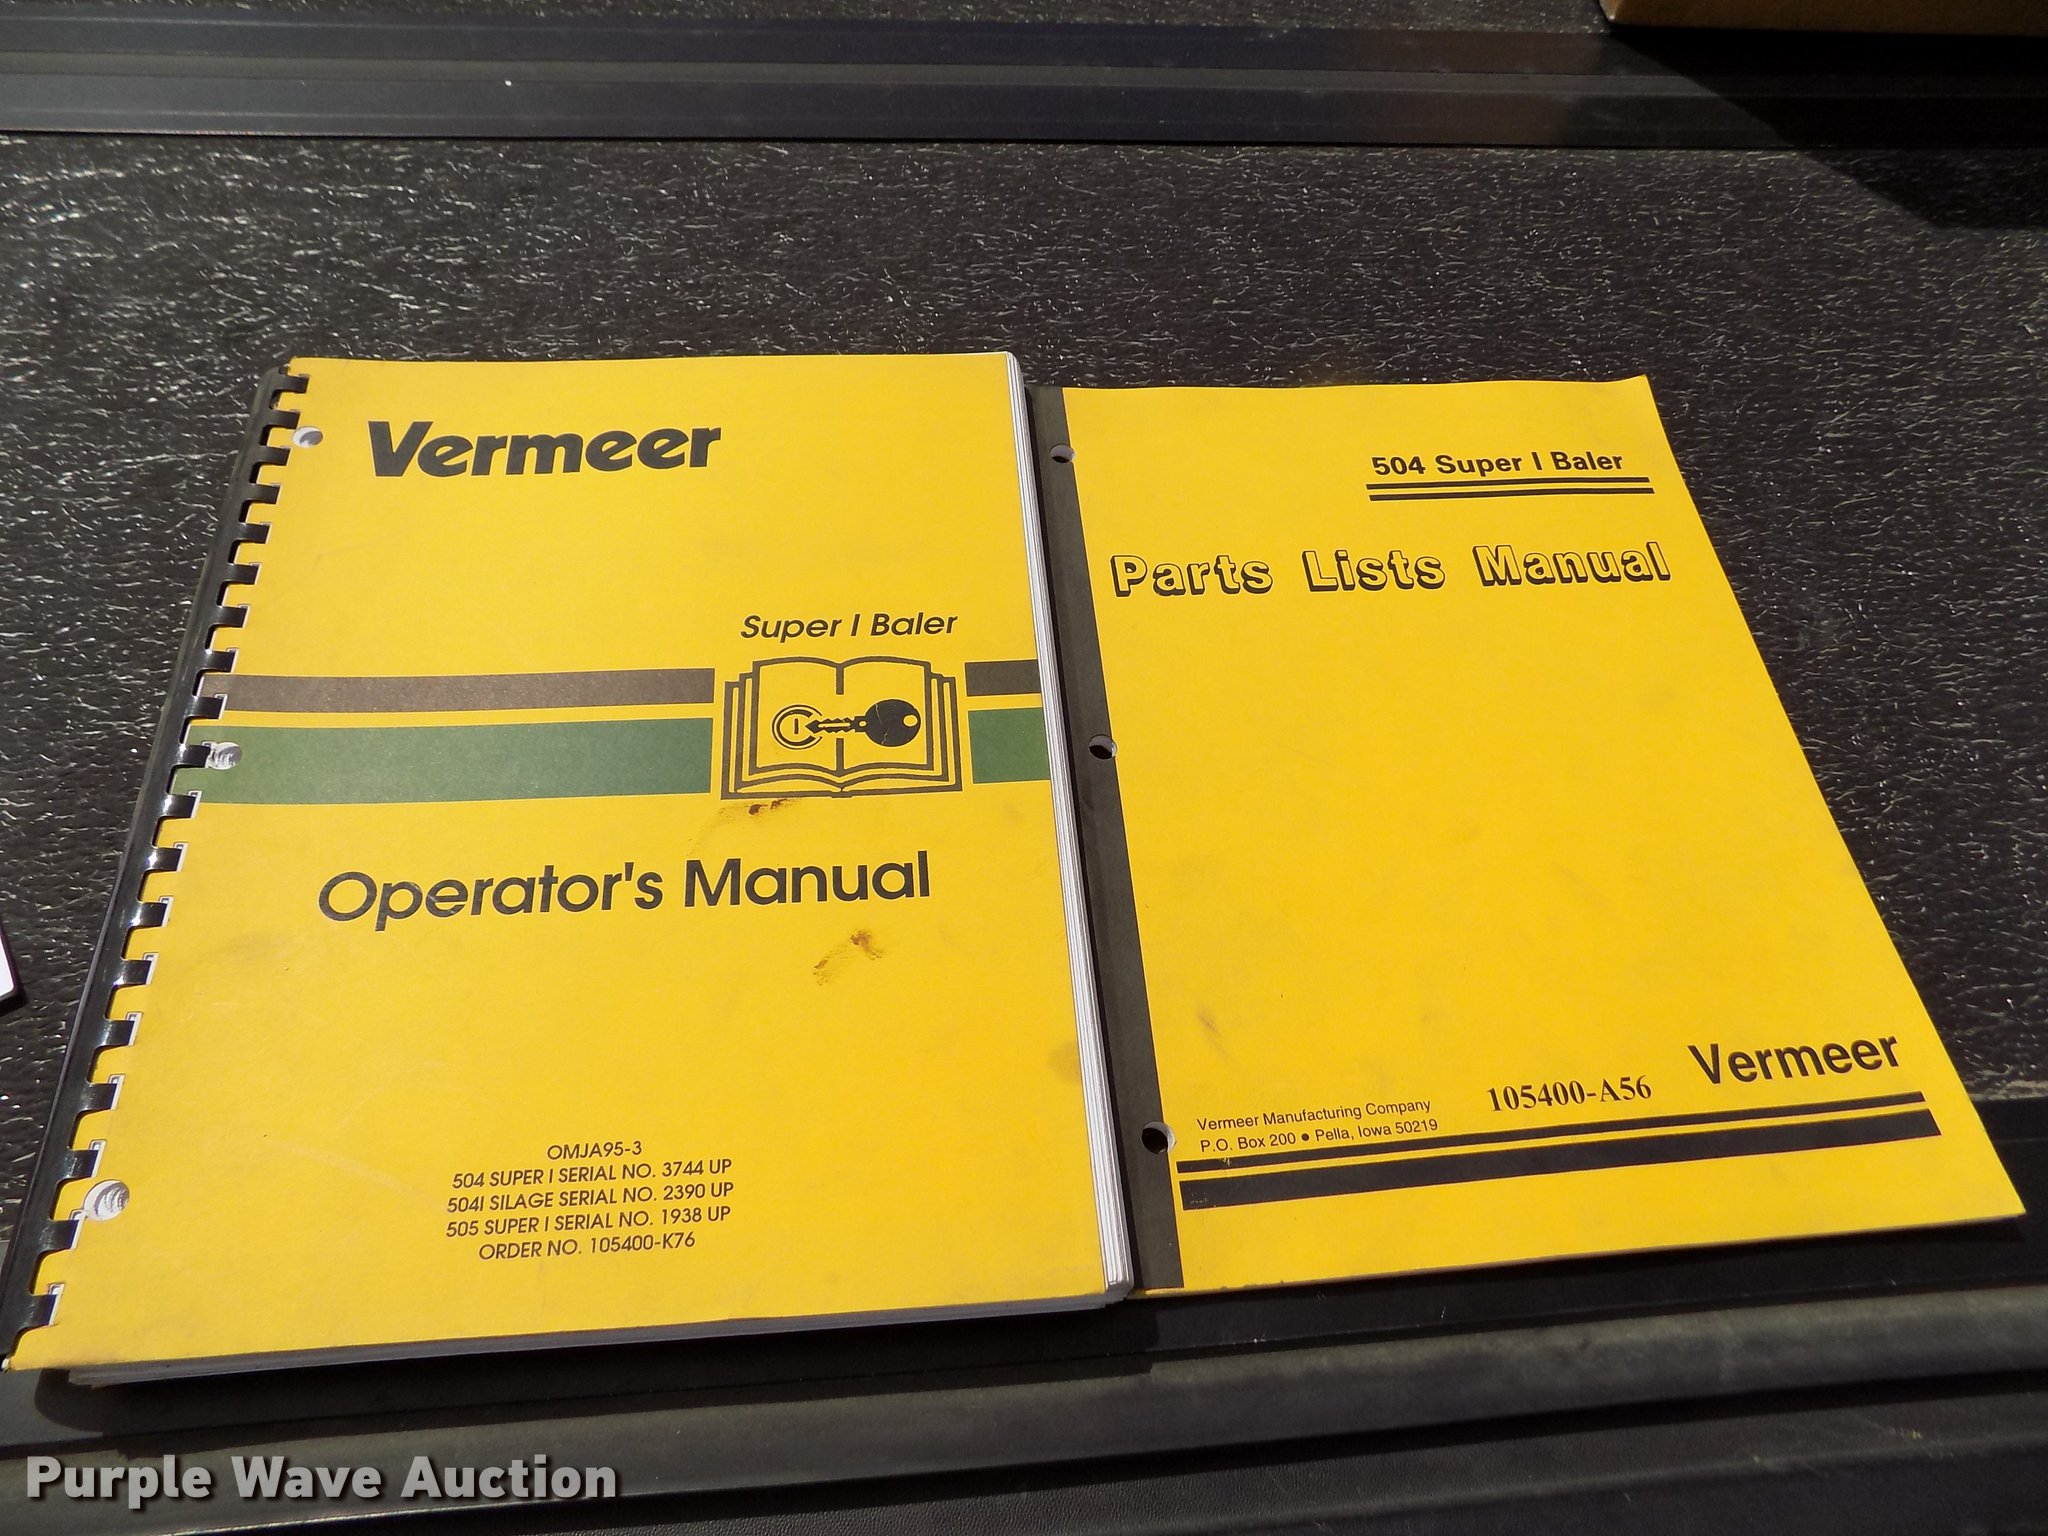 Vermeer
Super I Baler
Operator's Manual
OMJA95-3
504 SUPER I SERIAL NO. 3744 UP
504I SILAGE SERIAL NO. 2390 UP
505 SUPER I SERIAL NO. 1938 UP
ORDER NO. 105400-K76
504 Super I Baler
Parts Lists Manual
Vermeer
105400-A56
Vermeer Manufacturing Company
P.O. Box 200 • Pella, Iowa 50219
Purple Wave Auction